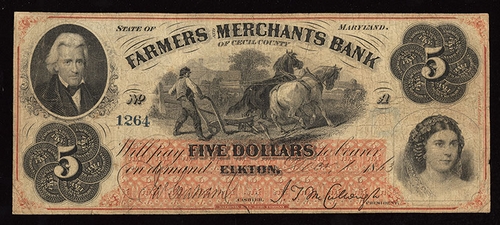 STATE OF MARYLAND.
FARMERS AND MERCHANTS BANK
OF CECIL COUNTY
5
No A
1264
5
Will pay FIVE DOLLARS to bearer
on demand ELKTON, 186
CASHIER. PRESIDENT.